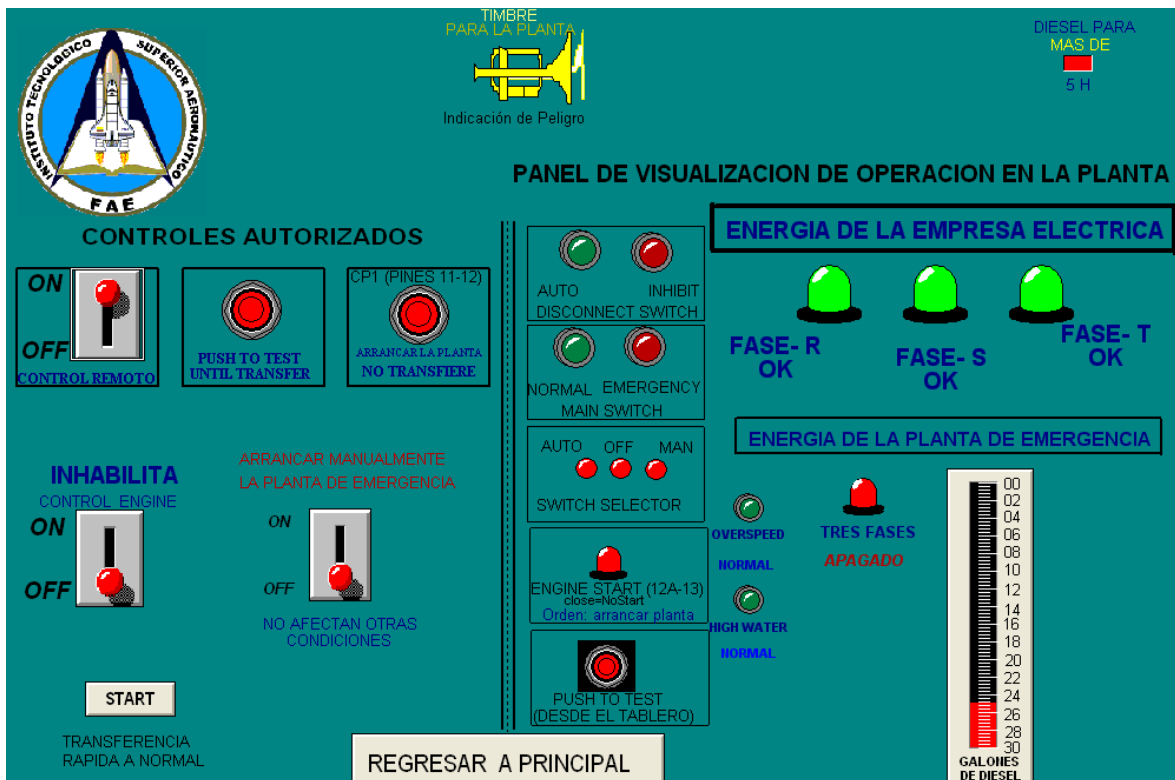 INSTITUTO TECNOLOGICO SUPERIOR AERONAUTICO
FAE
TIMBRE
PARA LA PLANTA
Indicación de Peligro
DIESEL PARA
MAS DE
5 H
PANEL DE VISUALIZACION DE OPERACION EN LA PLANTA
CONTROLES AUTORIZADOS
ON
OFF
CONTROL REMOTO
PUSH TO TEST
UNTIL TRANSFER
CP1 (PINES 11-12)
ARRANCAR LA PLANTA
NO TRANSFIERE
INHABILITA
CONTROL ENGINE
ON
OFF
ARRANCAR MANUALMENTE
LA PLANTA DE EMERGENCIA
ON
OFF
NO AFECTAN OTRAS
CONDICIONES
START
TRANSFERENCIA
RAPIDA A NORMAL
REGRESAR A PRINCIPAL
AUTO INHIBIT
DISCONNECT SWITCH
NORMAL EMERGENCY
MAIN SWITCH
AUTO OFF MAN
SWITCH SELECTOR
ENGINE START (12A-13)
close=NoStart
Orden: arrancar planta
PUSH TO TEST
(DESDE EL TABLERO)
OVERSPEED
NORMAL
HIGH WATER
NORMAL
ENERGIA DE LA EMPRESA ELECTRICA
FASE- R
OK
FASE- S
OK
FASE- T
OK
ENERGIA DE LA PLANTA DE EMERGENCIA
TRES FASES
APAGADO
00
02
04
06
08
10
12
14
16
18
20
22
24
26
28
30
GALONES
DE DIESEL